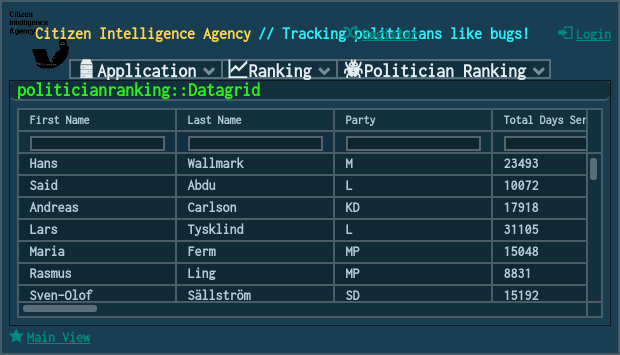 Citizen
Intelligence
Agency
Citizen Intelligence Agency // Tracking politicians like bugs!
Login
Application Ranking Politician Ranking
politicianranking::Datagrid
First Name Last Name Party Total Days Ser
Hans Wallmark M 23493
Said Abdu L 10072
Andreas Carlson KD 17918
Lars Tysklind L 31105
Maria Ferm MP 15048
Rasmus Ling MP 8831
Sven-Olof Sällström SD 15192
Main View